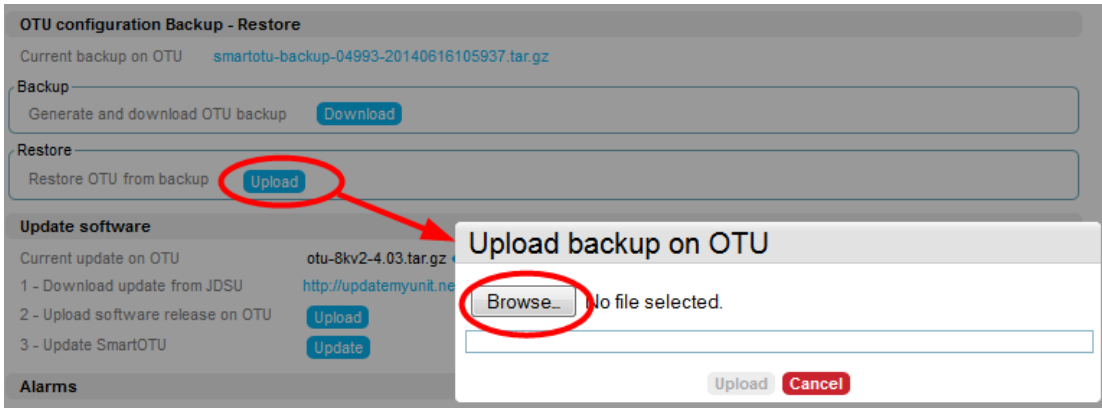 OTU configuration Backup - Restore
Current backup on OTU smartotu-backup-04993-20140616105937.tar.gz
Backup
Generate and download OTU backup Download
Restore
Restore OTU from backup Upload
Update software
Current update on OTU otu-8kv2-4.03.tar.gz
1 - Download update from JDSU http://updatemyunit.ne
2 - Upload software release on OTU Upload
3 - Update SmartOTU Update
Alarms
Upload backup on OTU
Browse... No file selected.
Upload Cancel